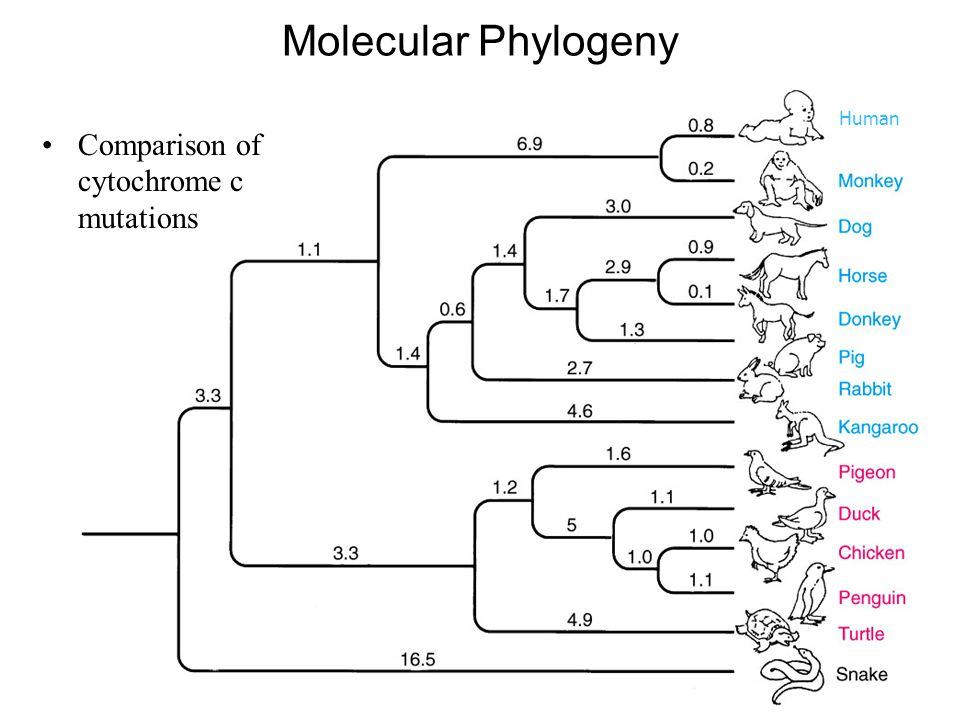 Molecular Phylogeny
• Comparison of
cytochrome c
mutations
Human
0.8
6.9
0.2
Monkey
3.0
Dog
1.1
1.4
0.9
2.9
Horse
0.1
1.7
0.6
Donkey
1.3
1.4
Pig
2.7
Rabbit
3.3
4.6
Kangaroo
1.6
Pigeon
1.2
1.1
Duck
5
1.0
Chicken
3.3
1.0
1.1
Penguin
4.9
Turtle
16.5
Snake